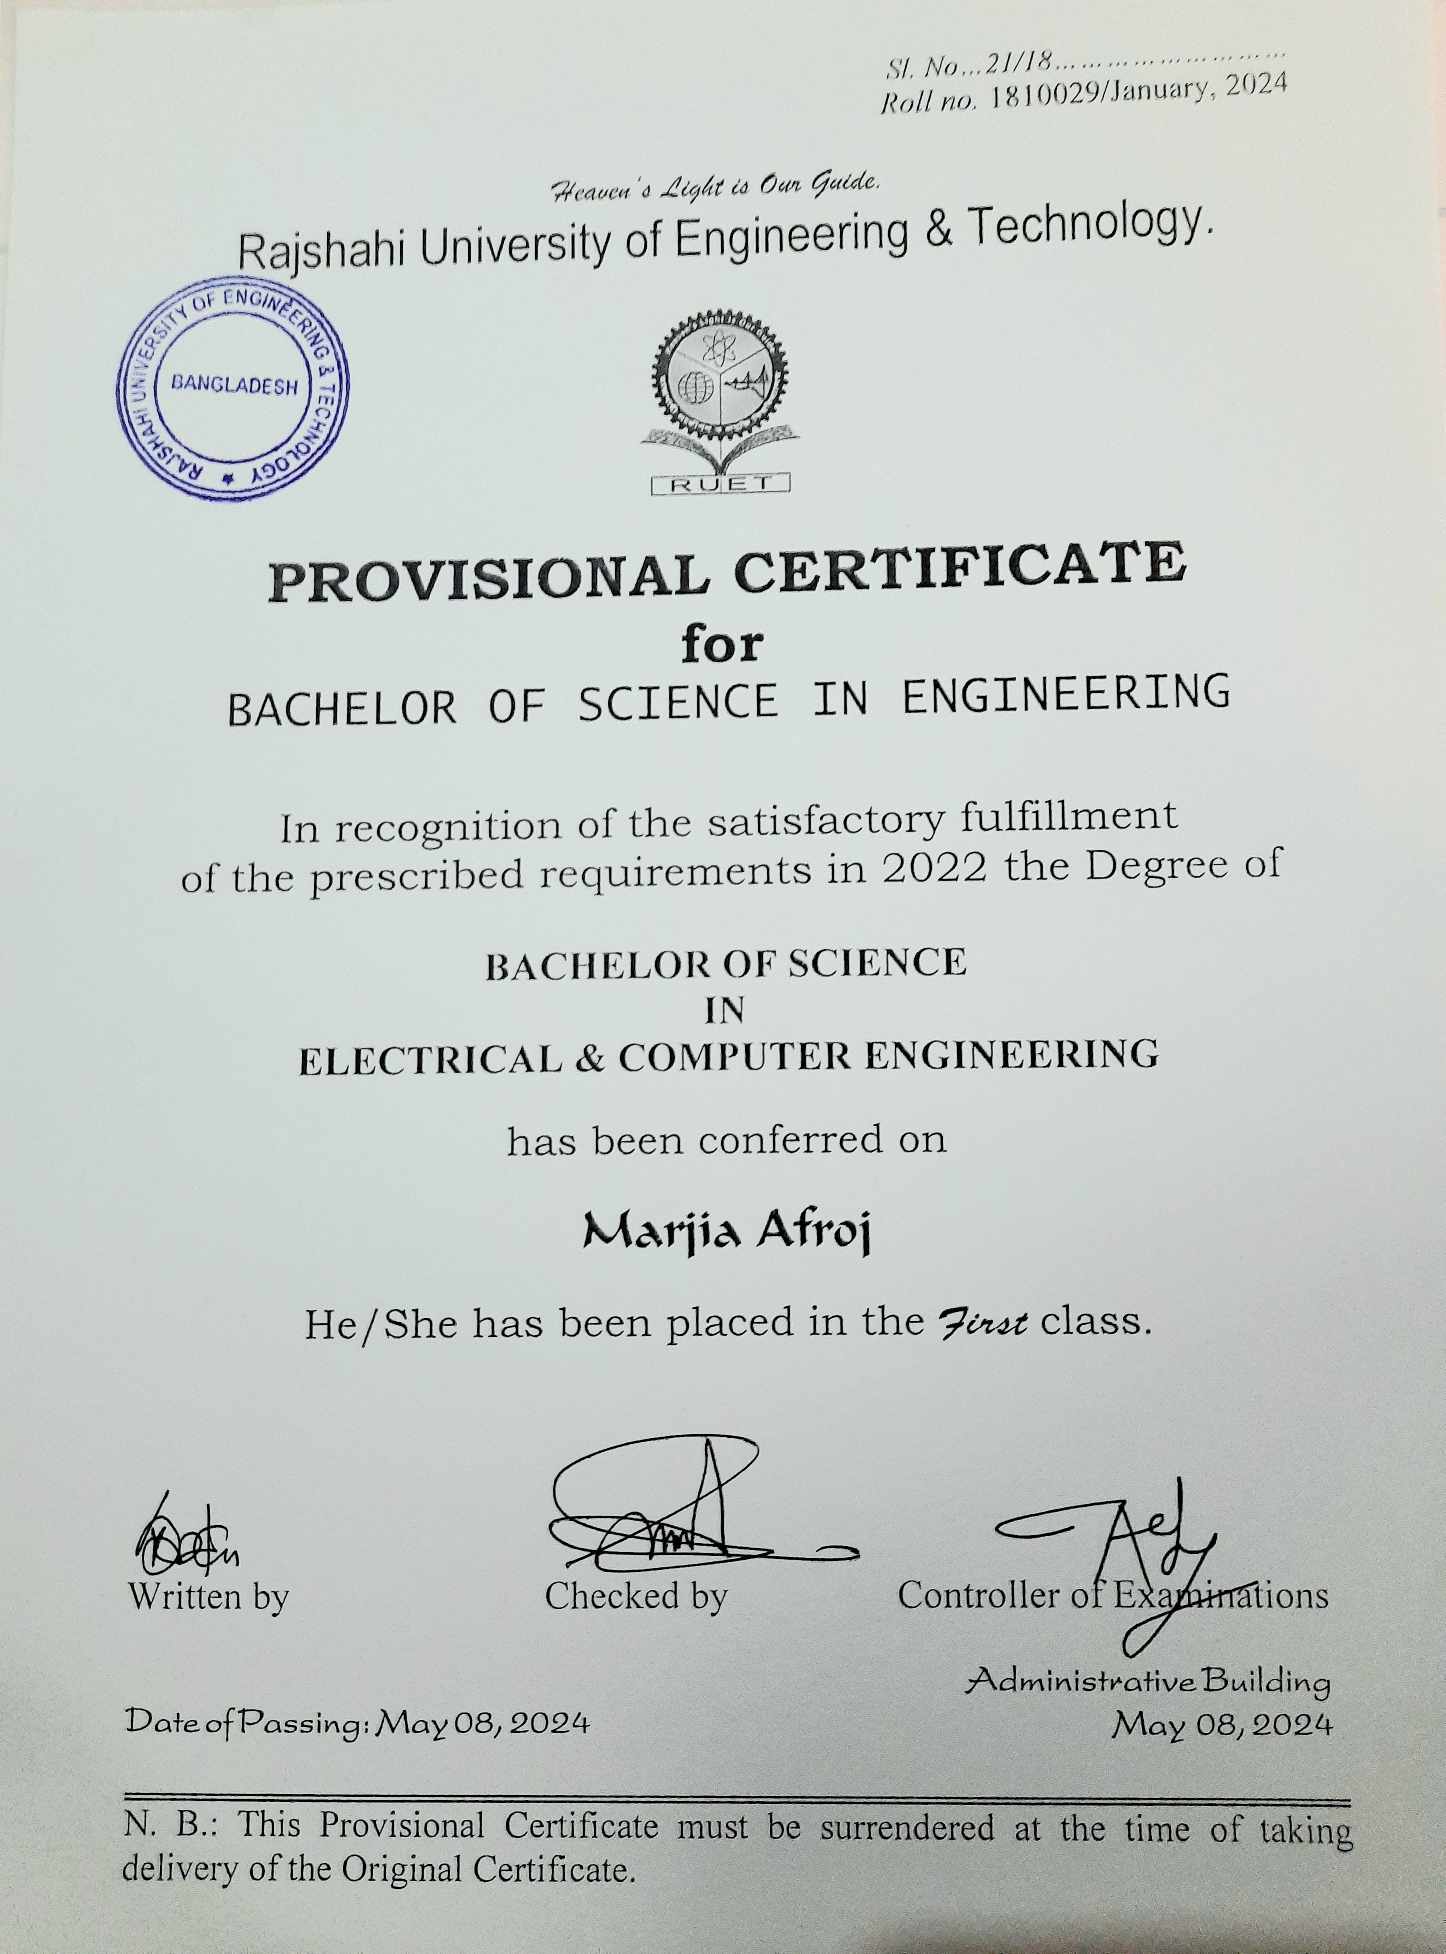 Sl. No...21/18..............................
Roll no. 1810029/January, 2024
Heaven's Light is Our Guide.
Rajshahi University of Engineering & Technology.
RAJSHAHI UNIVERSITY OF ENGINEERING & TECHNOLOGY
BANGLADESH
RUET
PROVISIONAL CERTIFICATE
for
BACHELOR OF SCIENCE IN ENGINEERING
In recognition of the satisfactory fulfillment
of the prescribed requirements in 2022 the Degree of
BACHELOR OF SCIENCE
IN
ELECTRICAL & COMPUTER ENGINEERING
has been conferred on
Marjia Afroj
He/She has been placed in the First class.
Written by
Checked by
Controller of Examinations
Administrative Building
Date of Passing: May 08, 2024
May 08, 2024
N. B.: This Provisional Certificate must be surrendered at the time of taking
delivery of the Original Certificate.